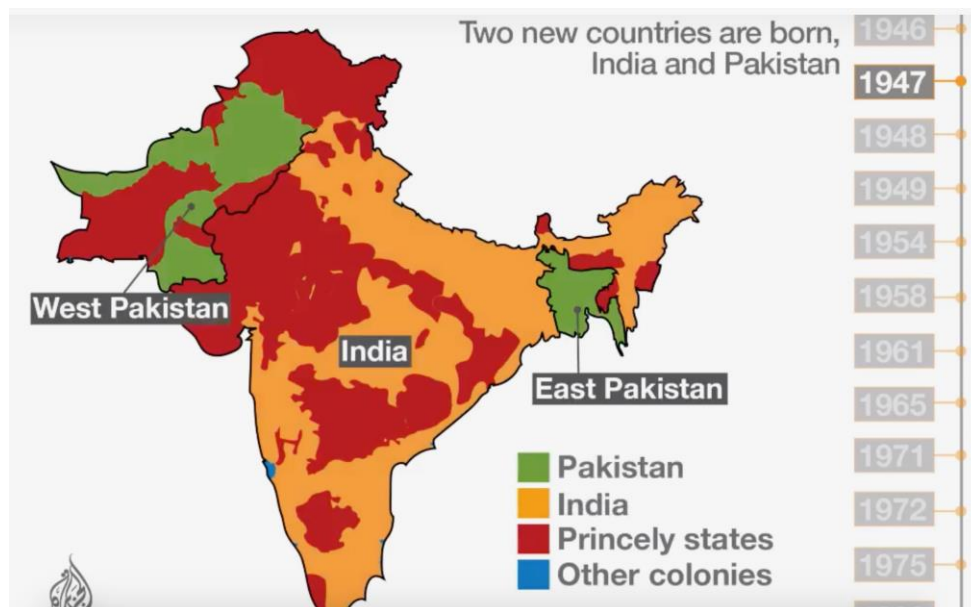 Two new countries are born,
India and Pakistan
1946
1947
1948
1949
1954
1958
1961
1965
1971
1972
1975
West Pakistan
India
East Pakistan
Pakistan
India
Princely states
Other colonies